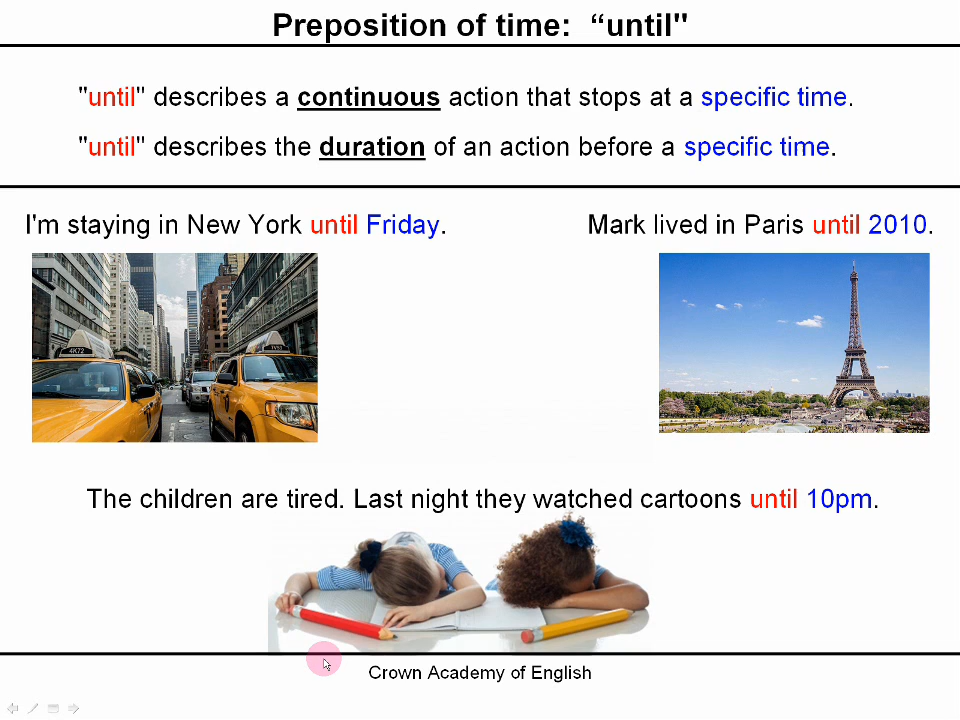 Preposition of time: “until"
"until" describes a continuous action that stops at a specific time.
"until" describes the duration of an action before a specific time.
I'm staying in New York until Friday.
Mark lived in Paris until 2010.
4K72
The children are tired. Last night they watched cartoons until 10pm.
Crown Academy of English